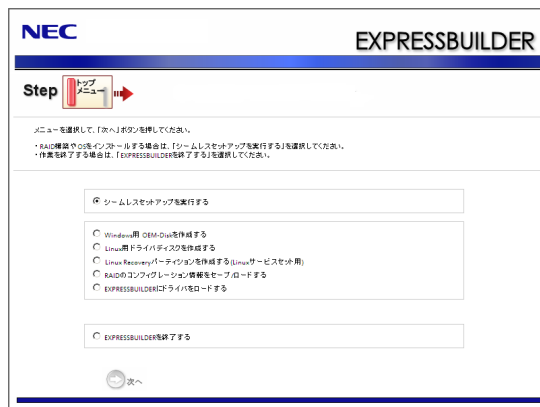 NEC
EXPRESSBUILDER
Step トップ
メニュー
メニューを選択して、「次へ」ボタンを押してください。
・RAID構築やOSをインストールする場合は、「シームレスセットアップを実行する」を選択してください。
・作業を終了する場合は、「EXPRESSBUILDERを終了する」を選択してください。
シームレスセットアップを実行する
Windows用 OEM-Diskを作成する
Linux用ドライバディスクを作成する
Linux Recoveryパーティションを作成する(Linuxサービスセット用)
RAIDのコンフィグレーション情報をセーブ/ロードする
EXPRESSBUILDERにドライバをロードする
EXPRESSBUILDERを終了する
次へ